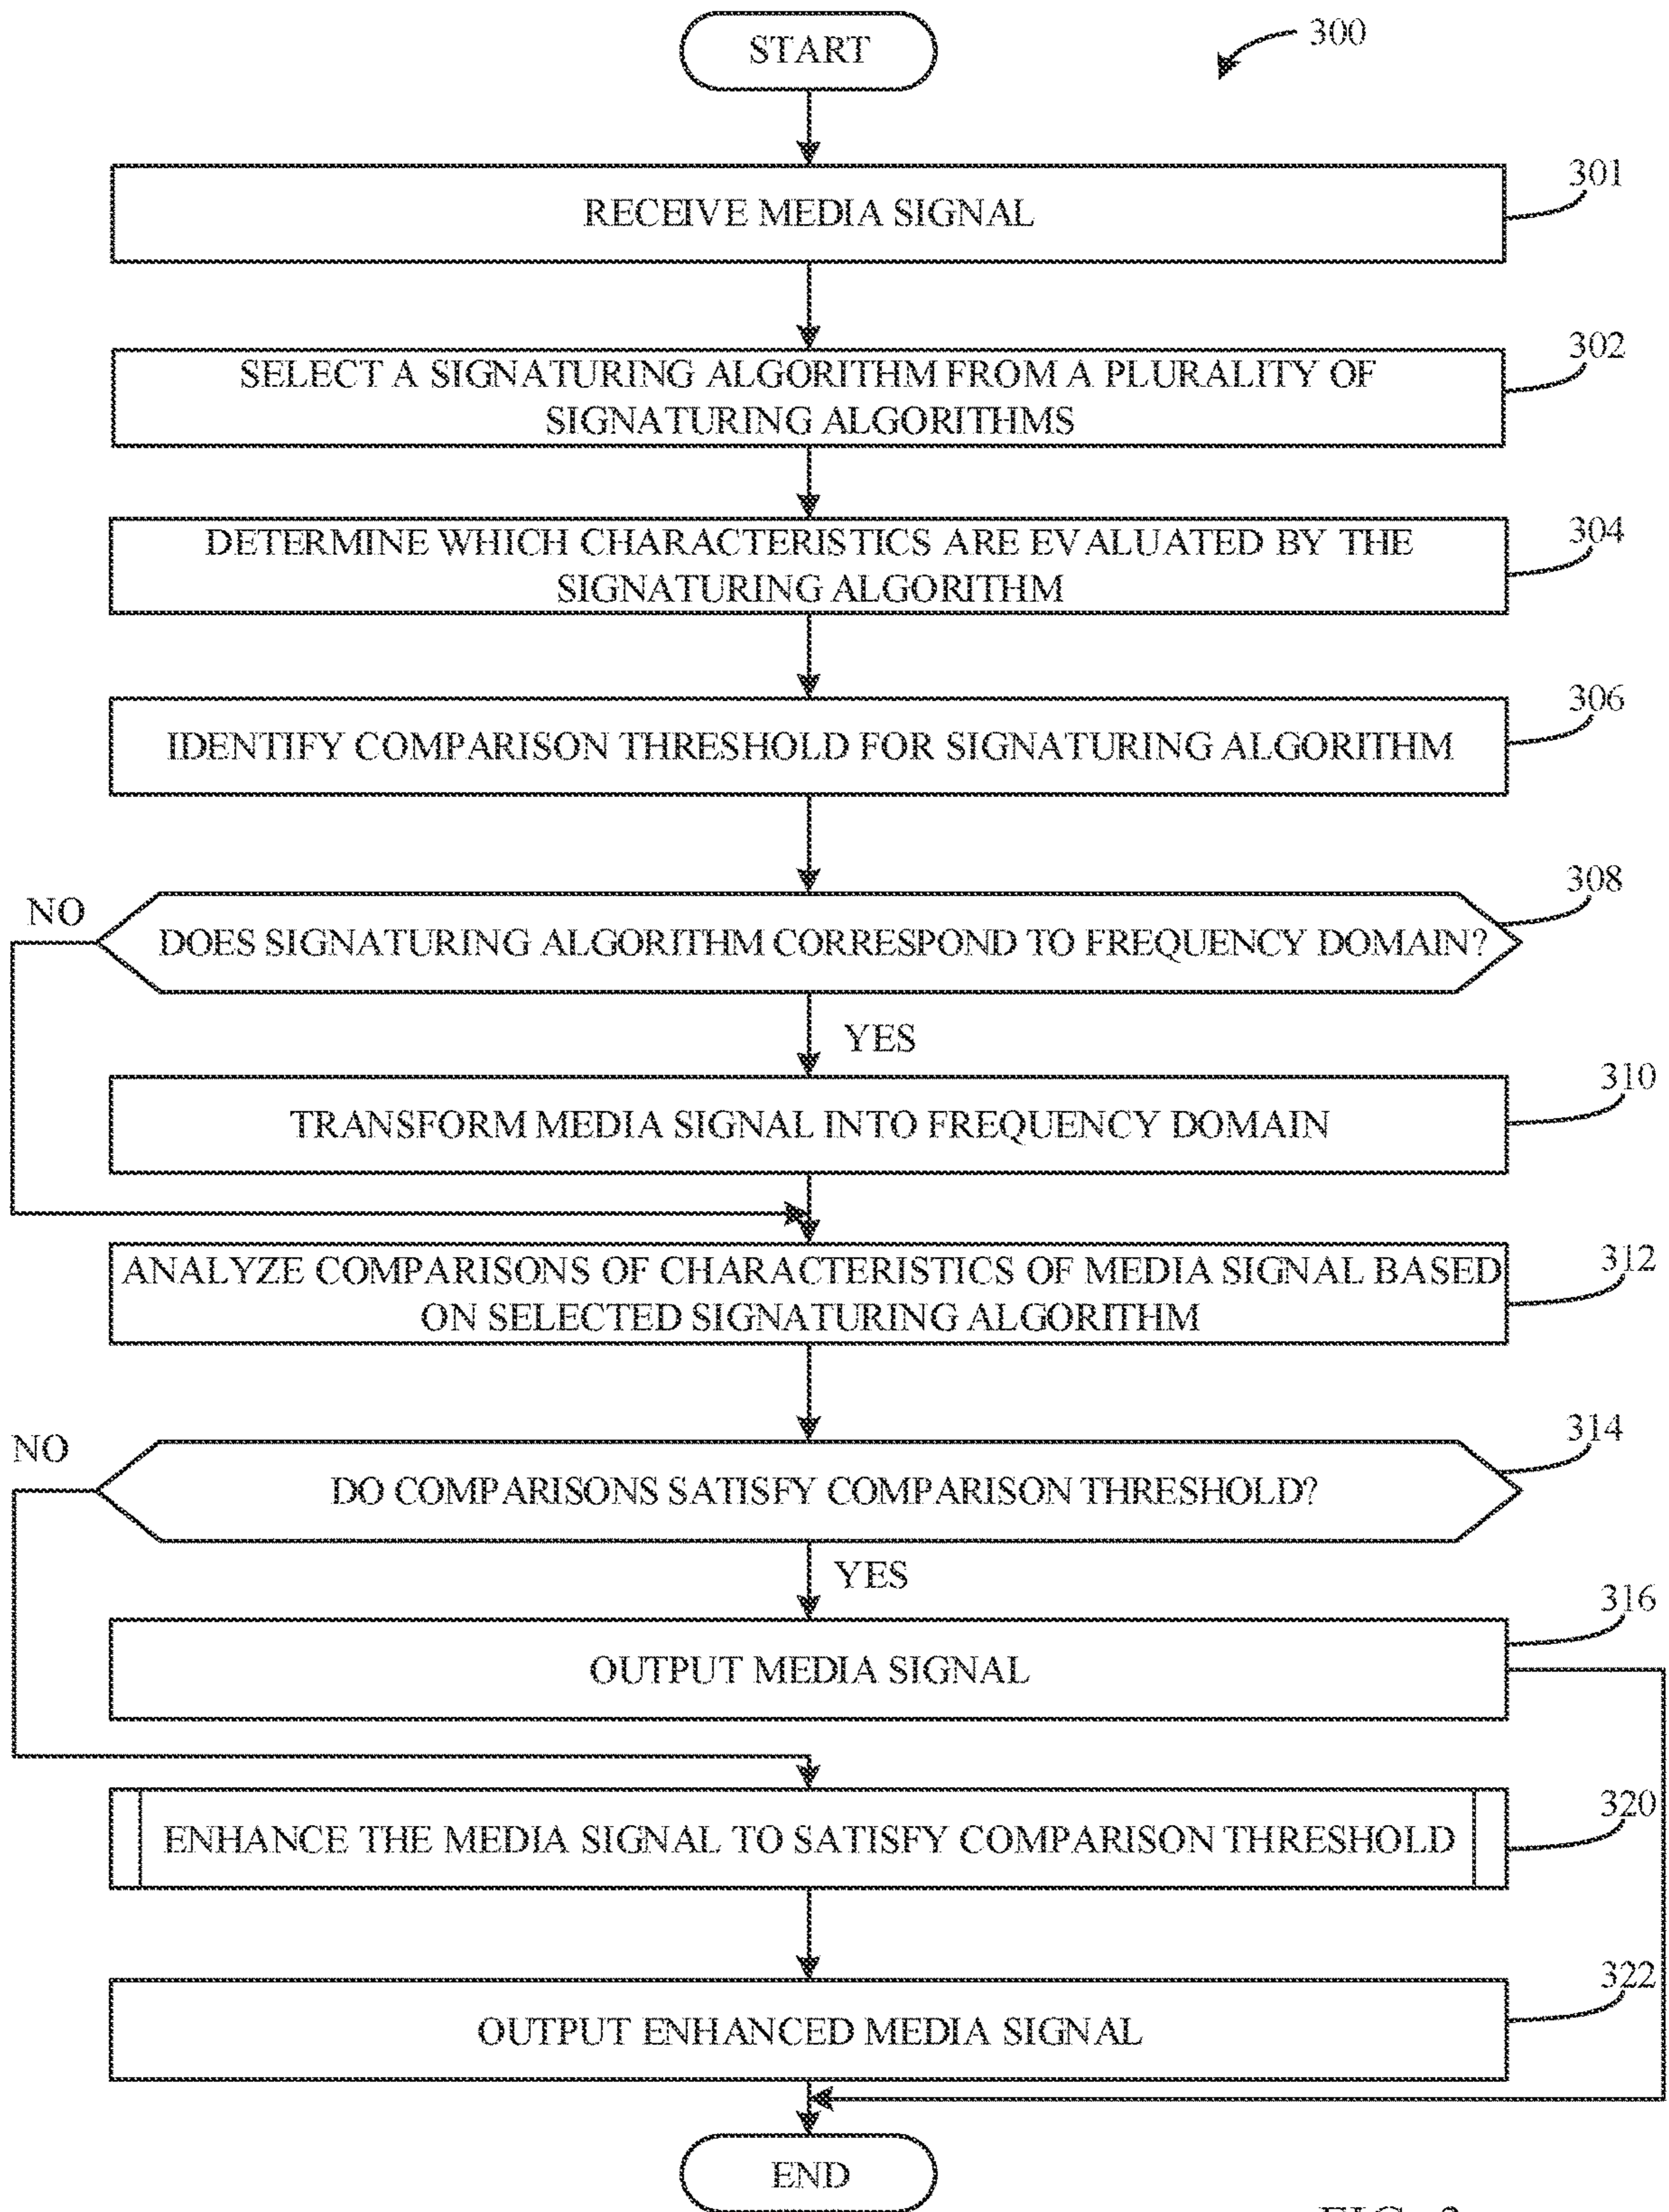 START
300
RECEIVE MEDIA SIGNAL
301
SELECT A SIGNATURING ALGORITHM FROM A PLURALITY OF
SIGNATURING ALGORITHMS
302
DETERMINE WHICH CHARACTERISTICS ARE EVALUATED BY THE
SIGNATURING ALGORITHM
304
IDENTIFY COMPARISON THRESHOLD FOR SIGNATURING ALGORITHM
306
NO
DOES SIGNATURING ALGORITHM CORRESPOND TO FREQUENCY DOMAIN?
308
YES
TRANSFORM MEDIA SIGNAL INTO FREQUENCY DOMAIN
310
ANALYZE COMPARISONS OF CHARACTERISTICS OF MEDIA SIGNAL BASED
ON SELECTED SIGNATURING ALGORITHM
312
NO
DO COMPARISONS SATISFY COMPARISON THRESHOLD?
314
YES
OUTPUT MEDIA SIGNAL
316
ENHANCE THE MEDIA SIGNAL TO SATISFY COMPARISON THRESHOLD
320
OUTPUT ENHANCED MEDIA SIGNAL
322
END